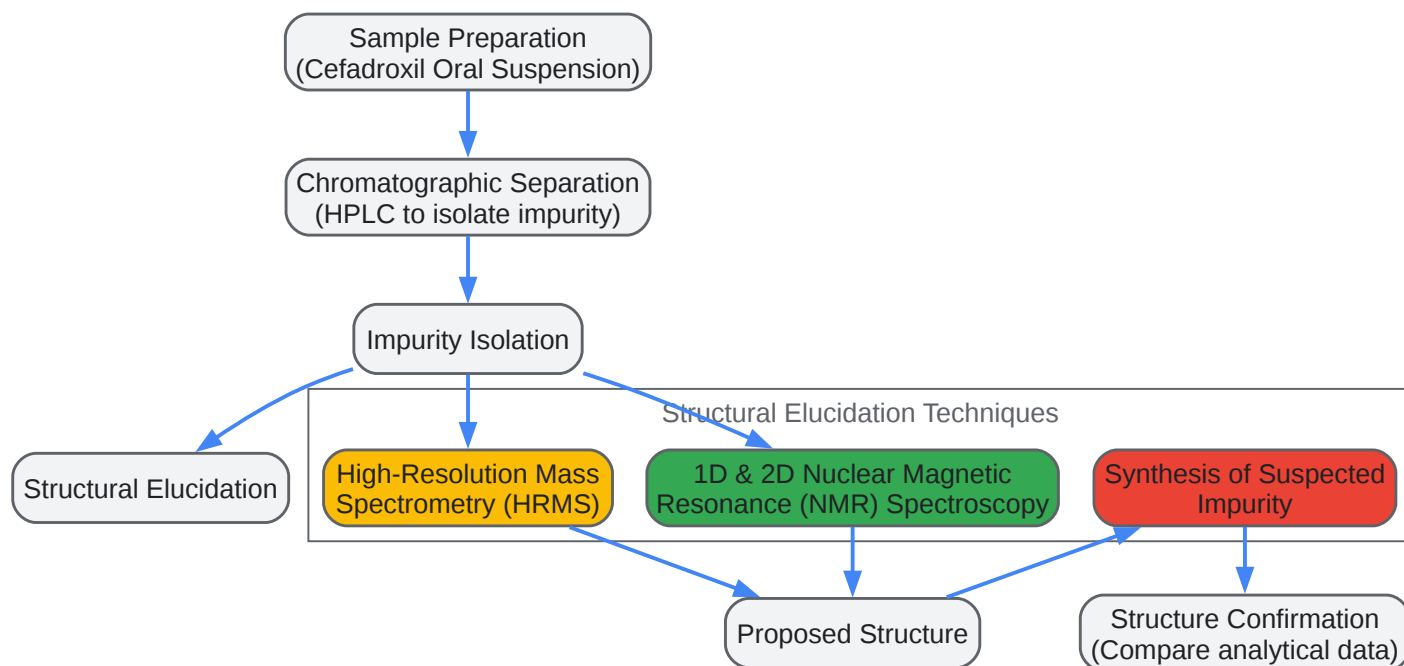 Sample Preparation
(Cefadroxil Oral Suspension)
Chromatographic Separation
(HPLC to isolate impurity)
Impurity Isolation
Structural Elucidation Techniques
Structural Elucidation
High-Resolution Mass
Spectrometry (HRMS)
1D & 2D Nuclear Magnetic
Resonance (NMR) Spectroscopy
Synthesis of Suspected
Impurity
Proposed Structure
Structure Confirmation
(Compare analytical data)